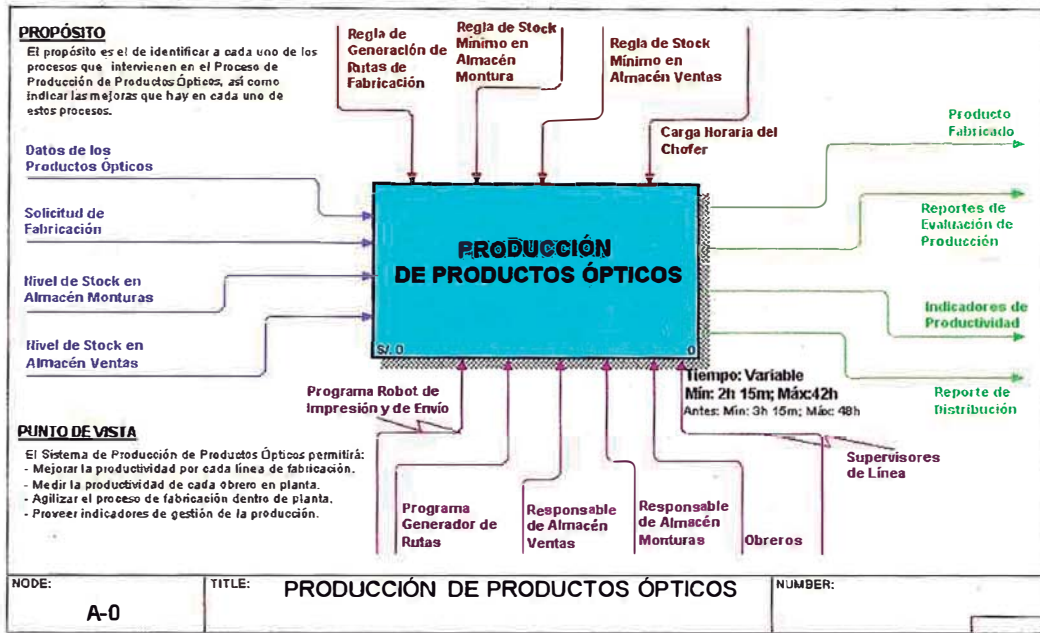 PROPÓSITO
El propósito es el de identificar a cada uno de los
procesos que intervienen en el Proceso de
Producción de Productos Ópticos, así como
indicar las mejoras que hay en cada uno de
estos procesos.
Regla de
Generación de
Rutas de
Fabricación
Regla de Stock
Mínimo en
Almacén
Montura
Regla de Stock
Mínimo en
Almacén Ventas
Carga Horaria del
Chofer
Datos de los
Productos Ópticos
Solicitud de
Fabricación
Nivel de Stock en
Almacén Monturas
Nivel de Stock en
Almacén Ventas
PRODUCCIÓN
DE PRODUCTOS ÓPTICOS
S/. 0
0
Producto
Fabricado
Reportes de
Evaluación de
Producción
Indicadores de
Productividad
Reporte de
Distribución
Tiempo: Variable
Mín: 2h 15m; Máx:42h
Antes: Mín: 3h 15m; Máx: 48h
Programa Robot de
Impresión y de Envío
Supervisores
de Línea
PUNTO DE VISTA
El Sistema de Producción de Productos Ópticos permitirá:
- Mejorar la productividad por cada línea de fabricación.
- Medir la productividad de cada obrero en planta.
- Agilizar el proceso de fabricación dentro de planta.
- Proveer indicadores de gestión de la producción.
Programa
Generador de
Rutas
Responsable
de Almacén
Ventas
Responsable
de Almacén
Monturas
Obreros
NODE:
A-0
TITLE:
PRODUCCIÓN DE PRODUCTOS ÓPTICOS
NUMBER: